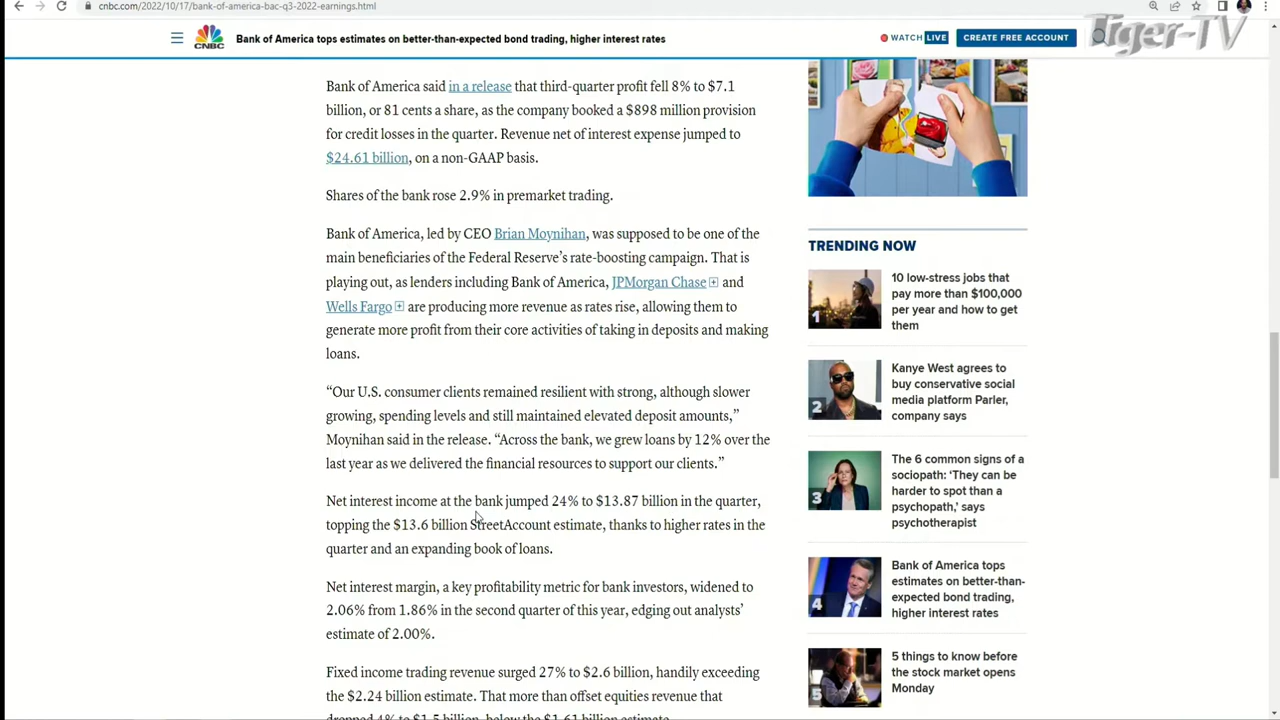 cnbc.com/2022/10/17/bank-of-america-bac-q3-2022-earnings.html
CNBC
Bank of America tops estimates on better-than-expected bond trading, higher interest rates
WATCH LIVE
CREATE FREE ACCOUNT
Tiger-TV
Bank of America said in a release that third-quarter profit fell 8% to $7.1
billion, or 81 cents a share, as the company booked a $898 million provision
for credit losses in the quarter. Revenue net of interest expense jumped to
$24.61 billion, on a non-GAAP basis.
Shares of the bank rose 2.9% in premarket trading.
Bank of America, led by CEO Brian Moynihan, was supposed to be one of the
main beneficiaries of the Federal Reserve’s rate-boosting campaign. That is
playing out, as lenders including Bank of America, JPMorgan Chase and
Wells Fargo are producing more revenue as rates rise, allowing them to
generate more profit from their core activities of taking in deposits and making
loans.
“Our U.S. consumer clients remained resilient with strong, although slower
growing, spending levels and still maintained elevated deposit amounts,”
Moynihan said in the release. “Across the bank, we grew loans by 12% over the
last year as we delivered the financial resources to support our clients.”
Net interest income at the bank jumped 24% to $13.87 billion in the quarter,
topping the $13.6 billion StreetAccount estimate, thanks to higher rates in the
quarter and an expanding book of loans.
Net interest margin, a key profitability metric for bank investors, widened to
2.06% from 1.86% in the second quarter of this year, edging out analysts’
estimate of 2.00%.
Fixed income trading revenue surged 27% to $2.6 billion, handily exceeding
the $2.24 billion estimate. That more than offset equities revenue that
dropped 4% to $1.5 billion, below the $1.61 billion estimate.
TRENDING NOW
1
10 low-stress jobs that
pay more than $100,000
per year and how to get
them
2
Kanye West agrees to
buy conservative social
media platform Parler,
company says
3
The 6 common signs of a
sociopath: ‘They can be
harder to spot than a
psychopath,’ says
psychotherapist
4
Bank of America tops
estimates on better-than-
expected bond trading,
higher interest rates
5
5 things to know before
the stock market opens
Monday